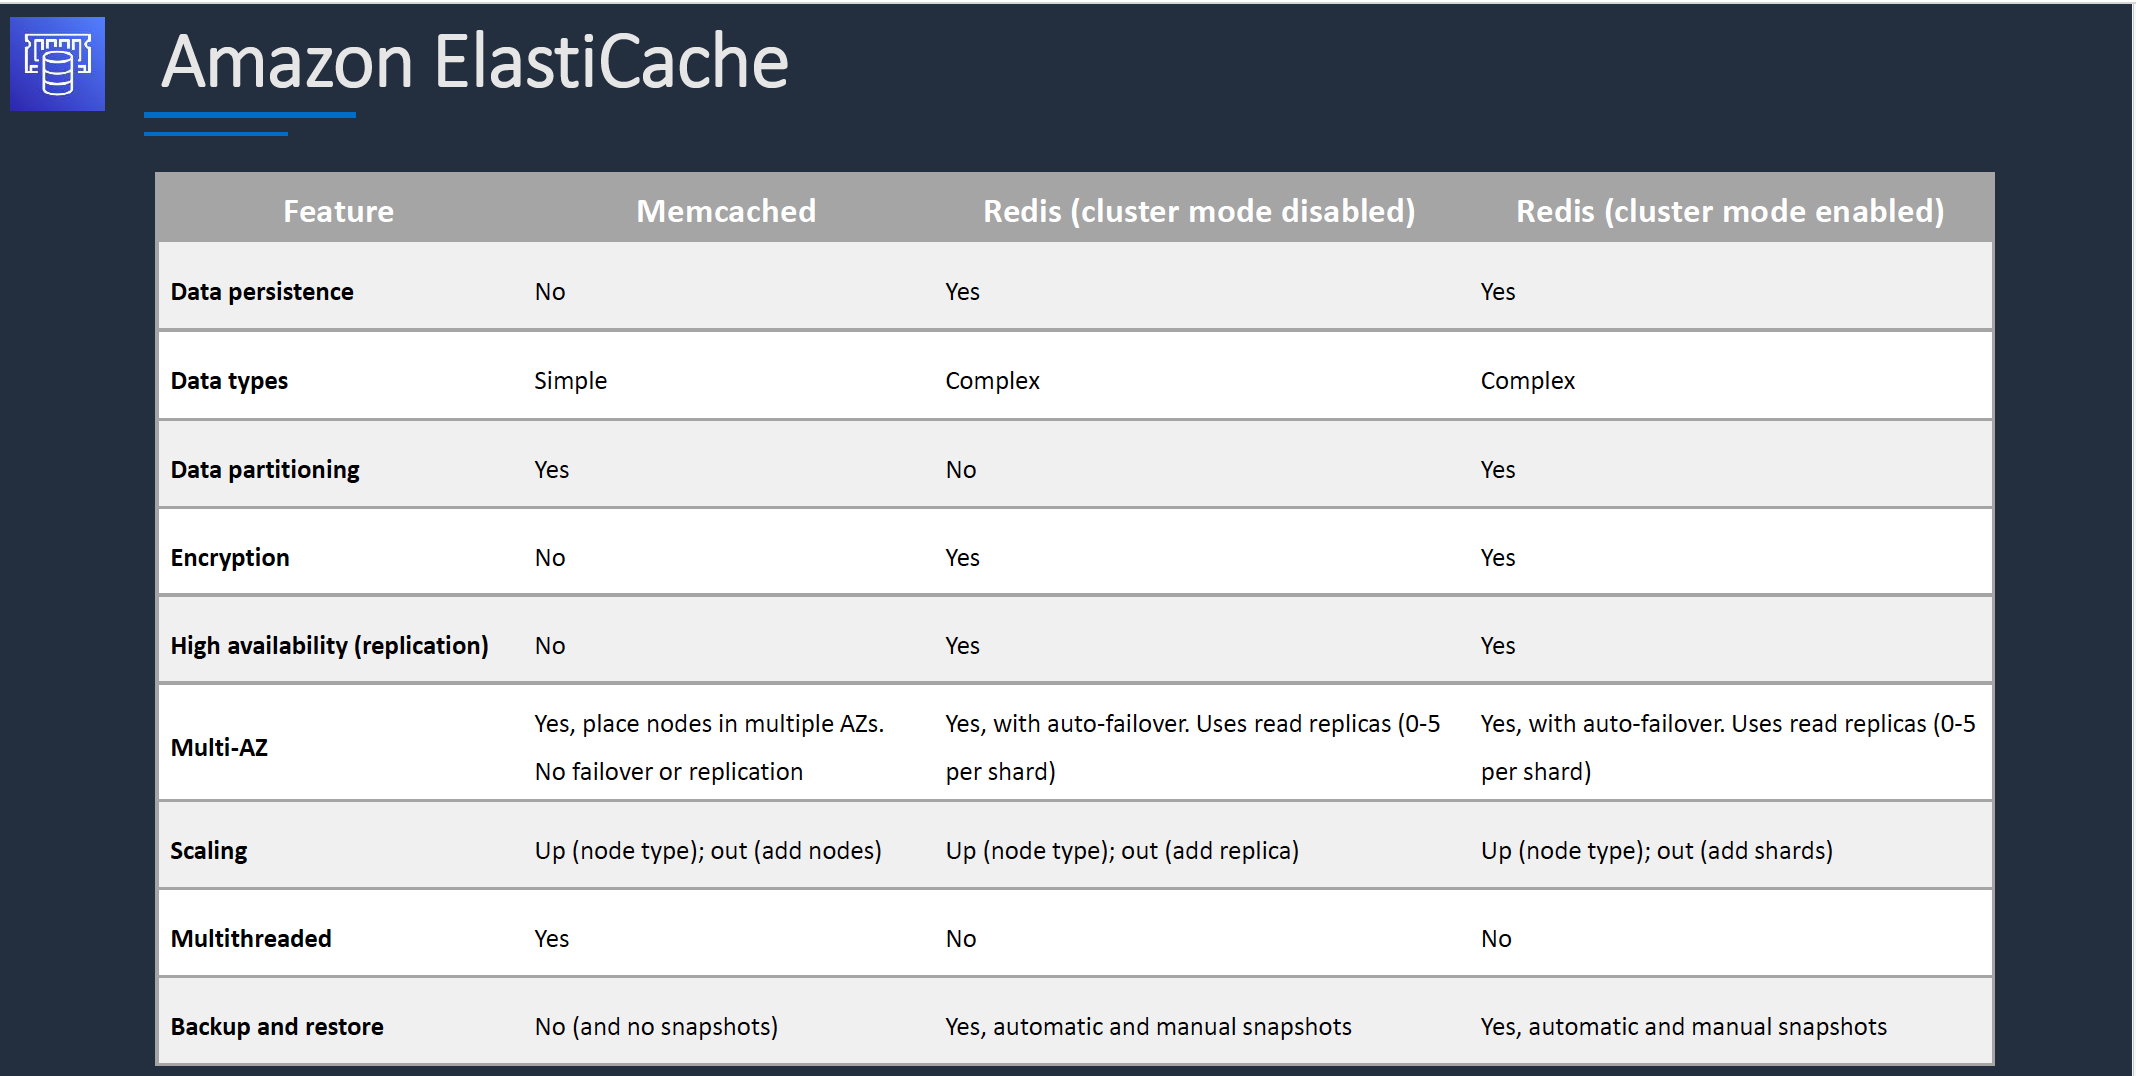 Amazon ElastiCache
Feature Memcached Redis (cluster mode disabled) Redis (cluster mode enabled)
Data persistence No Yes Yes
Data types Simple Complex Complex
Data partitioning Yes No Yes
Encryption No Yes Yes
High availability (replication) No Yes Yes
Multi-AZ
Yes, place nodes in multiple AZs.
No failover or replication
Yes, with auto-failover. Uses read replicas (0-5
per shard)
Yes, with auto-failover. Uses read replicas (0-5
per shard)
Scaling Up (node type); out (add nodes) Up (node type); out (add replica) Up (node type); out (add shards)
Multithreaded Yes No No
Backup and restore No (and no snapshots) Yes, automatic and manual snapshots Yes, automatic and manual snapshots